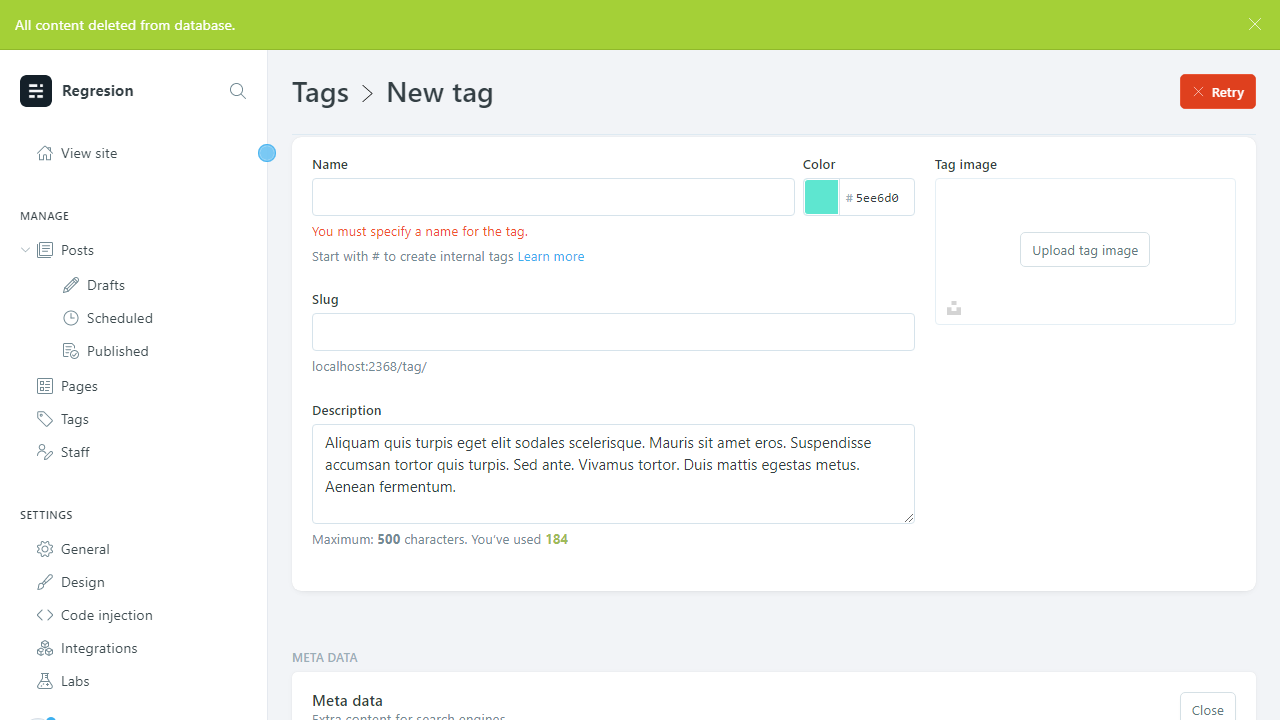 All content deleted from database.
Regresion
View site
MANAGE
Posts
Drafts
Scheduled
Published
Pages
Tags
Staff
SETTINGS
General
Design
Code injection
Integrations
Labs
Tags > New tag
Retry
Name
You must specify a name for the tag.
Start with # to create internal tags Learn more
Color
# 5ee6d0
Slug
localhost:2368/tag/
Description
Aliquam quis turpis eget elit sodales scelerisque. Mauris sit amet eros. Suspendisse
accumsan tortor quis turpis. Sed ante. Vivamus tortor. Duis mattis egestas metus.
Aenean fermentum.
Maximum: 500 characters. You’ve used 184
Tag image
Upload tag image
META DATA
Meta data
Extra content for search engines
Close